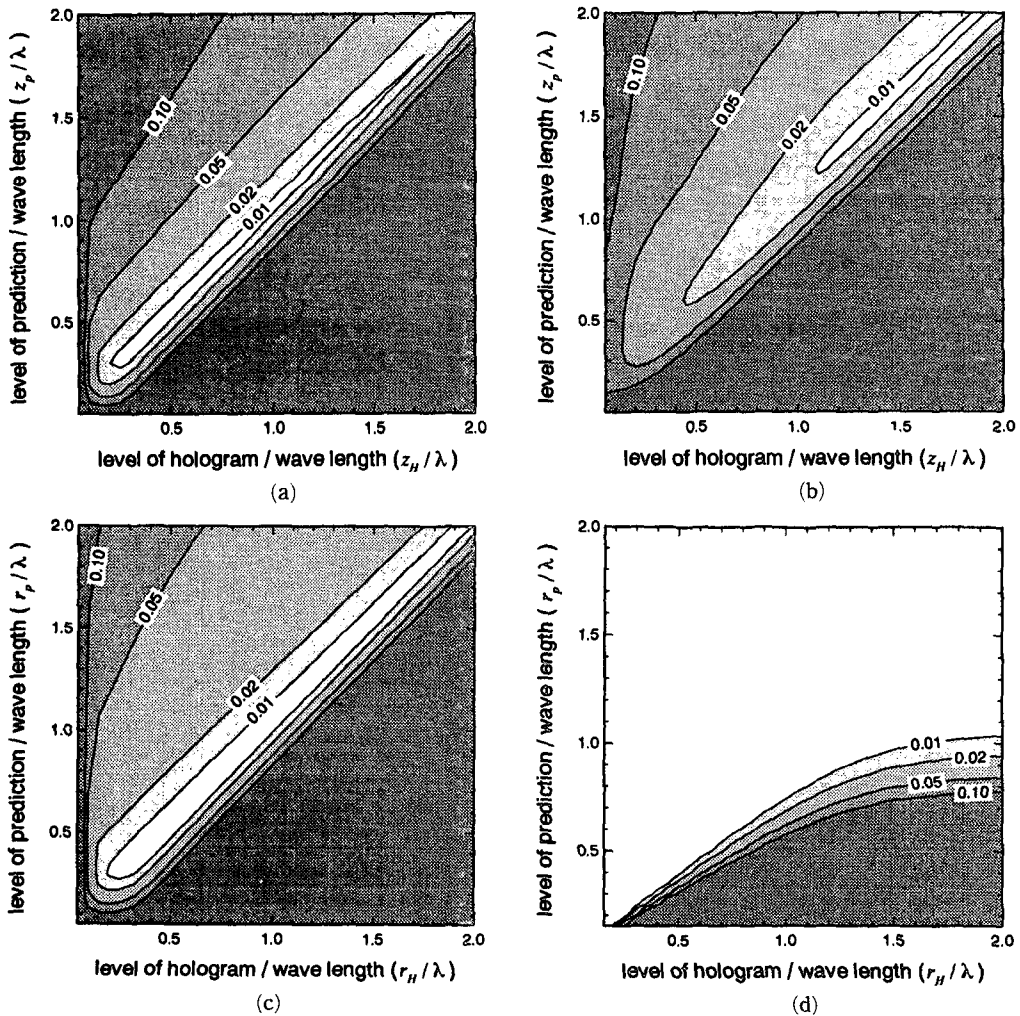 2.0
1.5
1.0
0.5
level of prediction / wave length ( z_p / λ )
0.10
0.05
0.02
0.01
0.5 1.0 1.5 2.0
level of hologram / wave length ( z_H / λ )
(a)
2.0
1.5
1.0
0.5
level of prediction / wave length ( z_p / λ )
0.10
0.05
0.02
0.01
0.5 1.0 1.5 2.0
level of hologram / wave length ( z_H / λ )
(b)
2.0
1.5
1.0
0.5
level of prediction / wave length ( r_p / λ )
0.10
0.05
0.02
0.01
0.5 1.0 1.5 2.0
level of hologram / wave length ( r_H / λ )
(c)
2.0
1.5
1.0
0.5
level of prediction / wave length ( r_p / λ )
0.01
0.02
0.05
0.10
0.5 1.0 1.5 2.0
level of hologram / wave length ( r_H / λ )
(d)